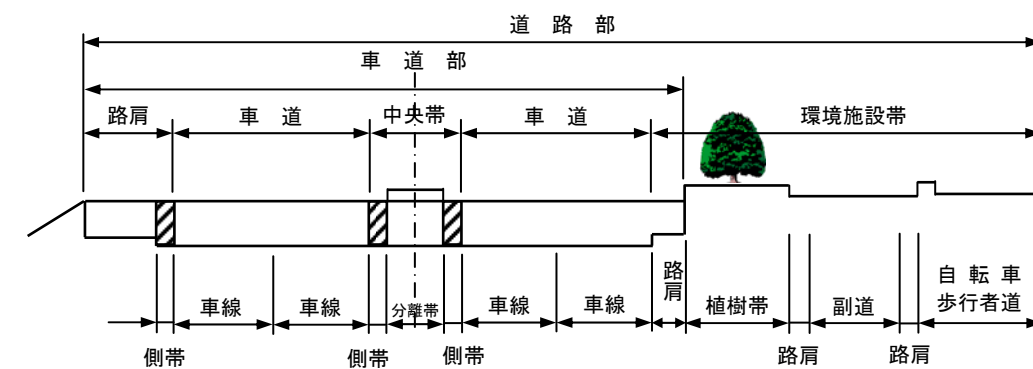 道 路 部
車 道 部
路肩 車 道 中央帯 車 道 環境施設帯
車線 車線 分離帯 車線 車線 路肩 植樹帯 副道 自 転 車
歩行者道
側帯 側帯 側帯 路肩 路肩